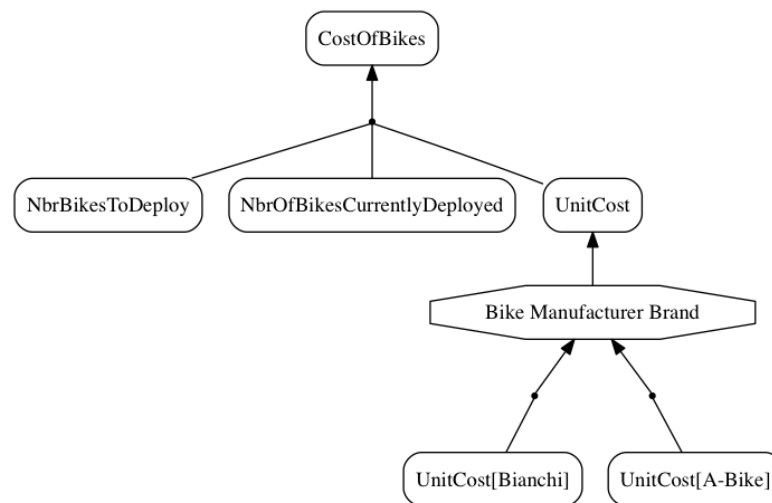 CostOfBikes
NbrBikesToDeploy
NbrOfBikesCurrentlyDeployed
UnitCost
Bike Manufacturer Brand
UnitCost[Bianchi]
UnitCost[A-Bike]